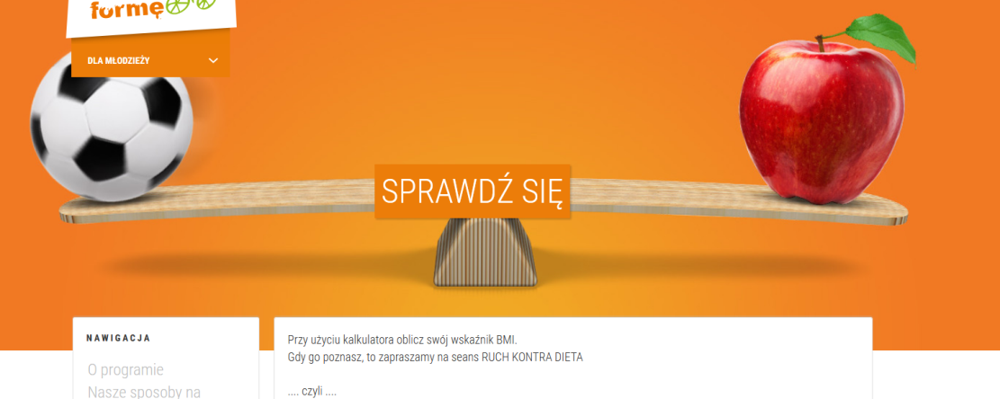 formę
DLA MŁODZIEŻY
SPRAWDŹ SIĘ
NAWIGACJA
O programie
Nasze sposoby na
Przy użyciu kalkulatora oblicz swój wskaźnik BMI.
Gdy go poznasz, to zapraszamy na seans RUCH KONTRA DIETA
.... czyli ....